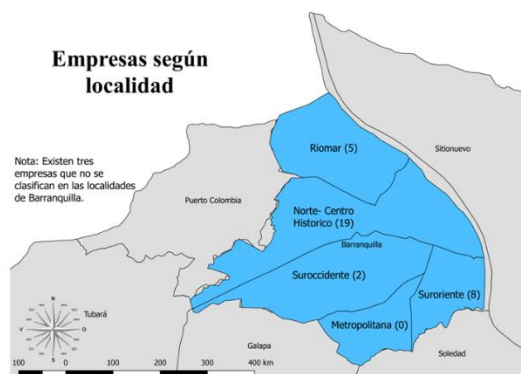 Empresas según
localidad
Nota: Existen tres
empresas que no se
clasifican en las localidades
de Barranquilla.
Riomar (5)
Sitionuevo
Puerto Colombia
Norte- Centro
Historico (19)
Barranquilla
Suroccidente (2)
Suroriente (8)
Metropolitana (0)
Tubará
N
V
O
S
Galapa
Soledad
100 0 100 200 300 400 km